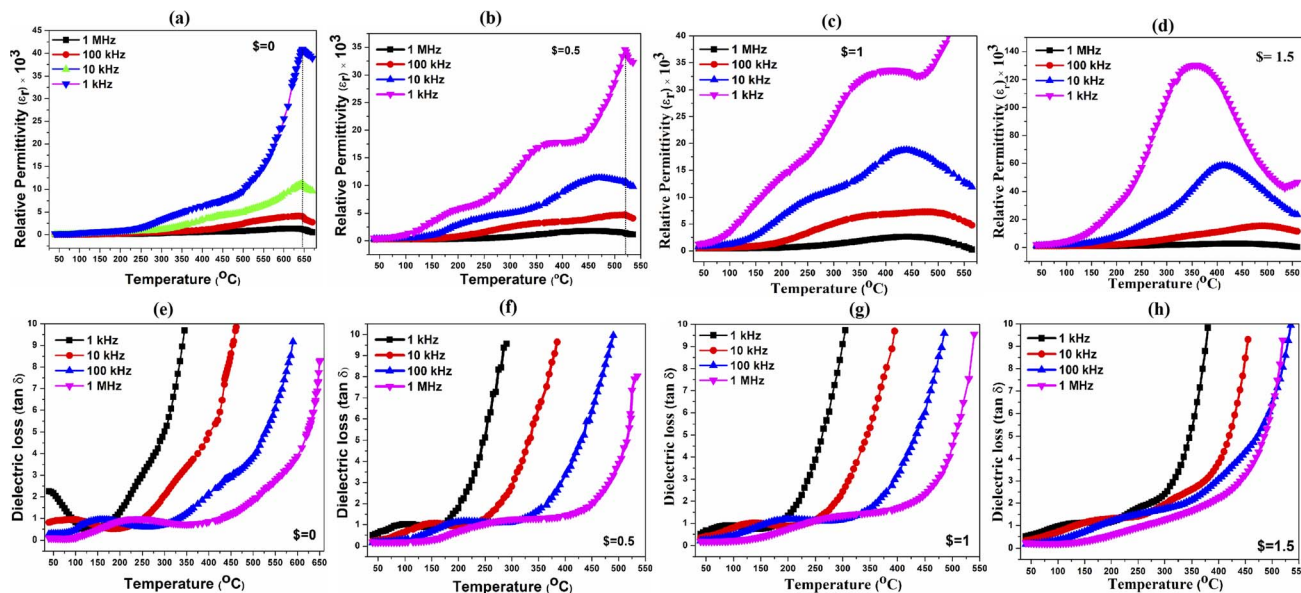 (a)
$=0
1 MHz
100 kHz
10 kHz
1 kHz
Relative Permittivity (εr) × 10³
45
40
35
30
25
20
15
10
5
0
50 100 150 200 250 300 350 400 450 500 550 600 650
Temperature (ᴼC)
(b)
$=0.5
1 MHz
100 kHz
10 kHz
1 kHz
Relative Permittivity (εr) × 10³
35
30
25
20
15
10
5
0
50 100 150 200 250 300 350 400 450 500 550
Temperature (ᴼC)
(c)
$=1
1 MHz
100 kHz
10 kHz
1 kHz
Relative Permittivity (εr) × 10³
40
35
30
25
20
15
10
5
0
50 100 150 200 250 300 350 400 450 500 550
Temperature (ᴼC)
(d)
$= 1.5
1 MHz
100 kHz
10 kHz
1 kHz
Relative Permittivity (εr) × 10³
140
120
100
80
60
40
20
0
50 100 150 200 250 300 350 400 450 500 550
Temperature (ᴼC)
(e)
1 kHz
10 kHz
100 kHz
1 MHz
$=0
Dielectric loss (tan δ)
10
9
8
7
6
5
4
3
2
1
0
50 100 150 200 250 300 350 400 450 500 550 600 650
Temperature (ᴼC)
(f)
1 kHz
10 kHz
100 kHz
1 MHz
$=0.5
Dielectric loss (tan δ)
10
9
8
7
6
5
4
3
2
1
0
50 100 150 200 250 300 350 400 450 500 550
Temperature (ᴼC)
(g)
1 kHz
10 kHz
100 kHz
1 MHz
$=1
Dielectric loss (tan δ)
10
9
8
7
6
5
4
3
2
1
0
50 100 150 200 250 300 350 400 450 500 550
Temperature (ᴼC)
(h)
1 kHz
10 kHz
100 kHz
1 MHz
$=1.5
Dielectric loss (tan δ)
10
9
8
7
6
5
4
3
2
1
0
50 100 150 200 250 300 350 400 450 500 550
Temperature (ᴼC)